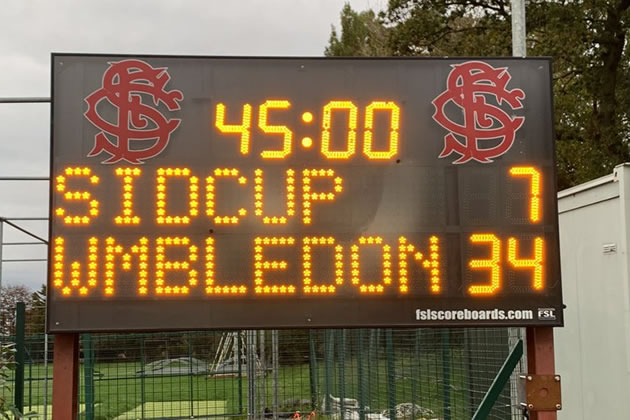 45:00
SIDCUP 7
WMBLEDON 34
fslscoreboards.com FSL